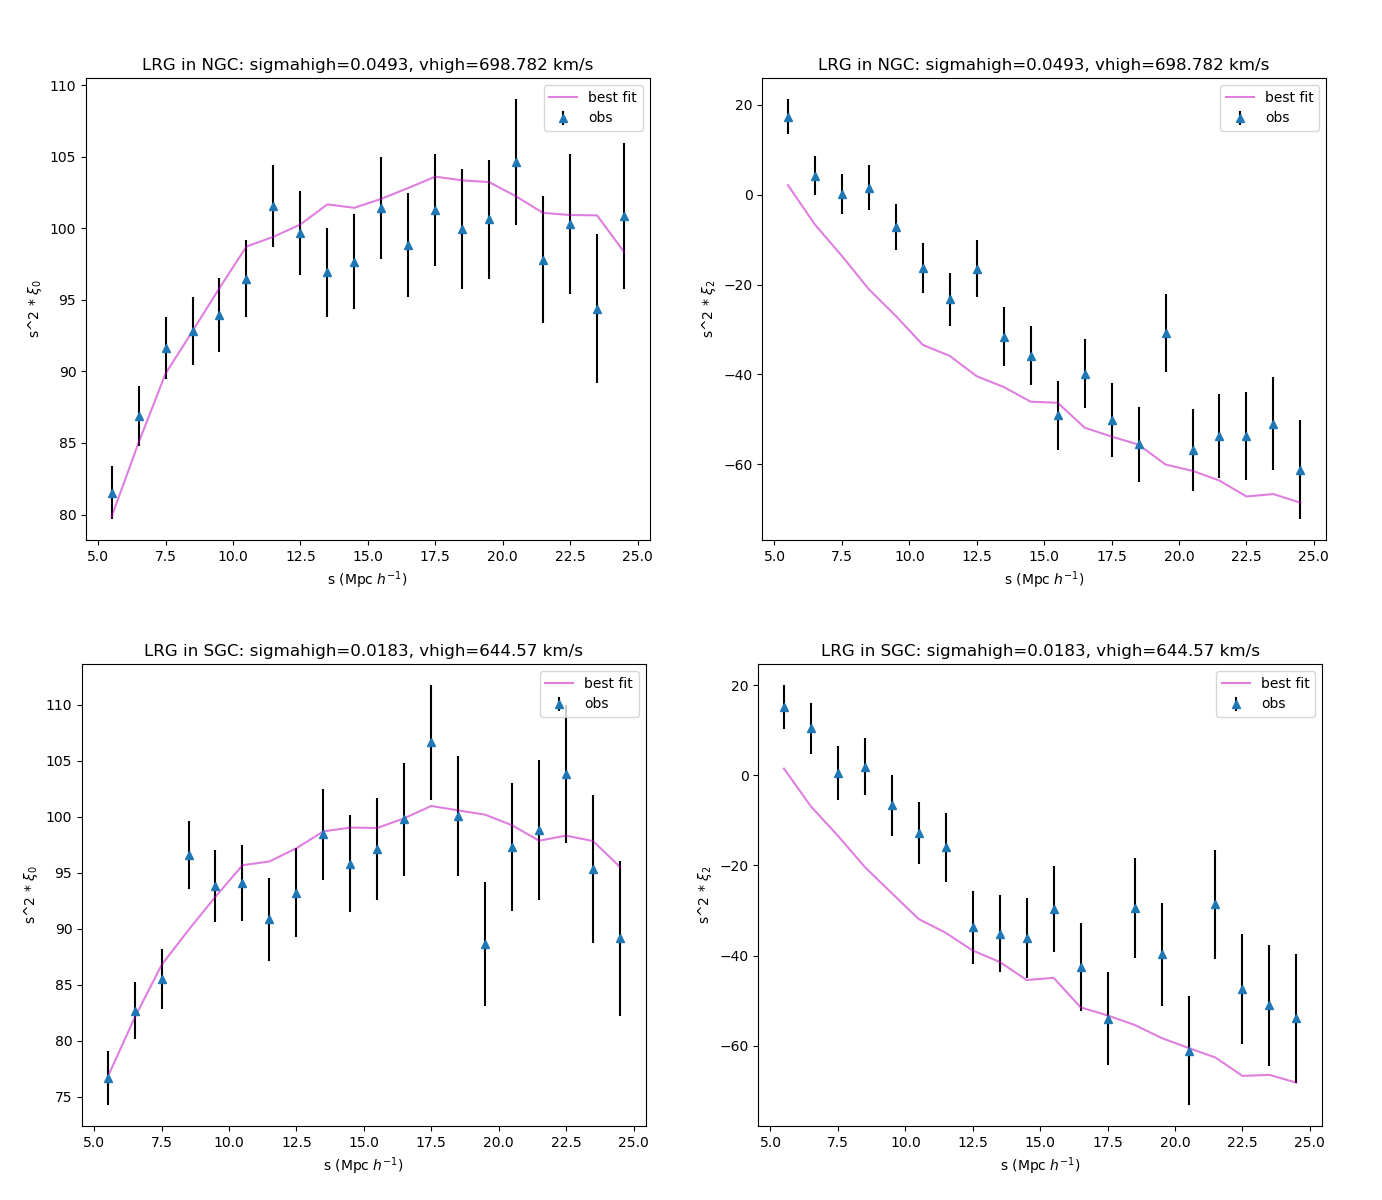 LRG in NGC: sigmahigh=0.0493, vhigh=698.782 km/s
best fit
obs
110
105
100
95
90
85
80
s^2 * ξ0
5.0 7.5 10.0 12.5 15.0 17.5 20.0 22.5 25.0
s (Mpc h−1)
LRG in NGC: sigmahigh=0.0493, vhigh=698.782 km/s
best fit
obs
20
0
−20
−40
−60
s^2 * ξ2
5.0 7.5 10.0 12.5 15.0 17.5 20.0 22.5 25.0
s (Mpc h−1)
LRG in SGC: sigmahigh=0.0183, vhigh=644.57 km/s
best fit
obs
110
105
100
95
90
85
80
75
s^2 * ξ0
5.0 7.5 10.0 12.5 15.0 17.5 20.0 22.5 25.0
s (Mpc h−1)
LRG in SGC: sigmahigh=0.0183, vhigh=644.57 km/s
best fit
obs
20
0
−20
−40
−60
s^2 * ξ2
5.0 7.5 10.0 12.5 15.0 17.5 20.0 22.5 25.0
s (Mpc h−1)